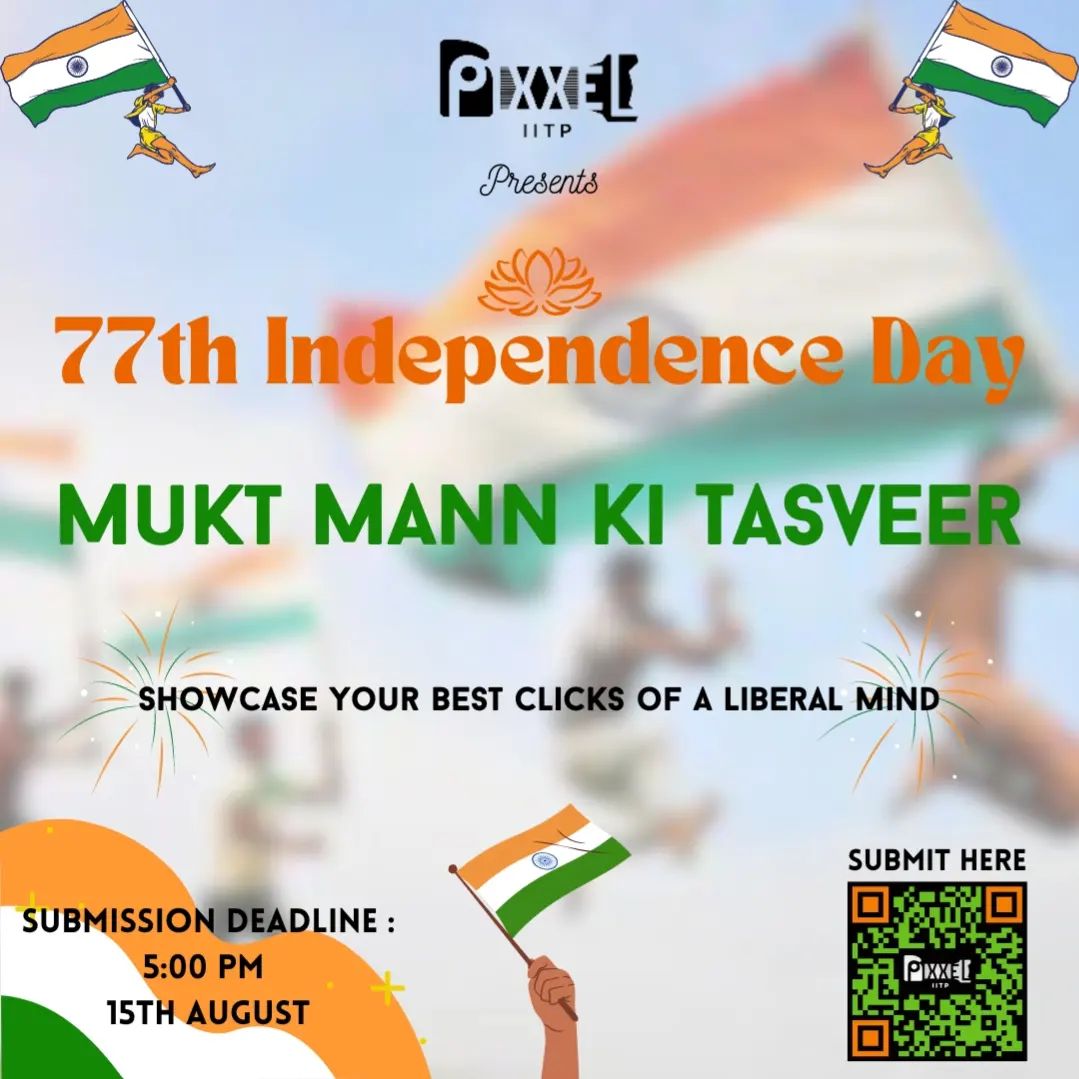 PIXXEL
IITP
Presents
77th Independence Day
MUKT MANN KI TASVEER
SHOWCASE YOUR BEST CLICKS OF A LIBERAL MIND
SUBMISSION DEADLINE :
5:00 PM
15TH AUGUST
SUBMIT HERE
PIXXEL
IITP